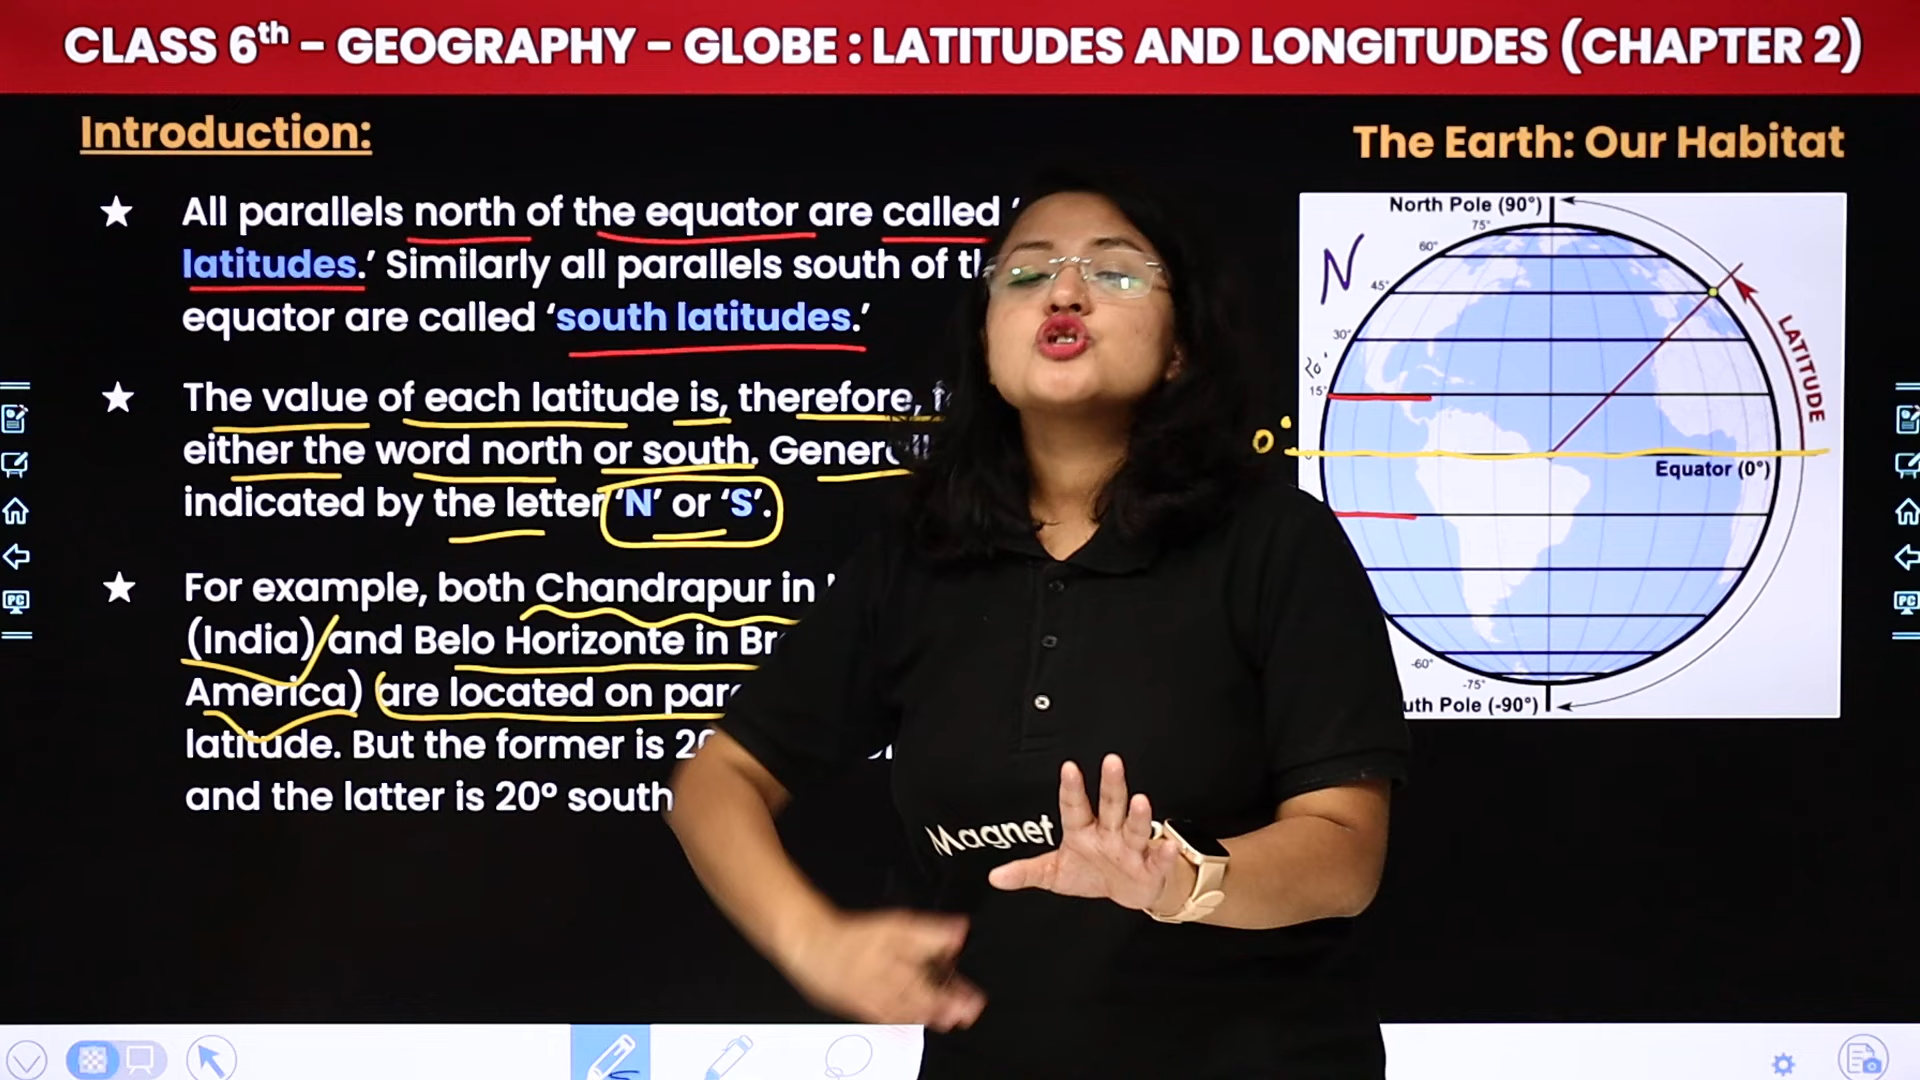 CLASS 6th – GEOGRAPHY – GLOBE : LATITUDES AND LONGITUDES (CHAPTER 2)
Introduction:
★ All parallels north of the equator are called ‘
latitudes.’ Similarly all parallels south of
equator are called ‘south latitudes.’
★ The value of each latitude is, therefore,
either the word north or south.
indicated by the letter ‘N’ or ‘S’.
★ For example, both Chandrapur in
(India) and Belo Horizonte in
America) are located on
latitude. But the former is
and the latter is 20° south
The Earth: Our Habitat
North Pole (90°)
75°
60°
N
45°
30°
20°
15°
LATITUDE
0°
Equator (0°)
-60°
-75°
Pole (-90°)
Magnet
PC
PC